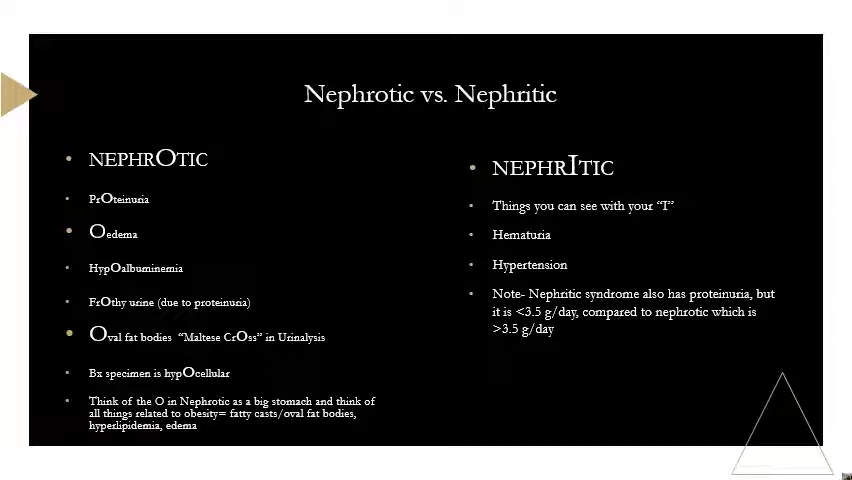 Nephrotic vs. Nephritic
NEPHROTIC
PrOteinuria
Oedema
HypOalbuminemia
FrOthy urine (due to proteinuria)
Oval fat bodies "Maltese CrOss" in Urinalysis
Bx specimen is hypOcellular
Think of the O in Nephrotic as a big stomach and think of
all things related to obesity= fatty casts/oval fat bodies,
hyperlipidemia, edema
NEPHRITIC
Things you can see with your "I"
Hematuria
Hypertension
Note- Nephritic syndrome also has proteinuria, but
it is <3.5 g/day, compared to nephrotic which is
>3.5 g/day